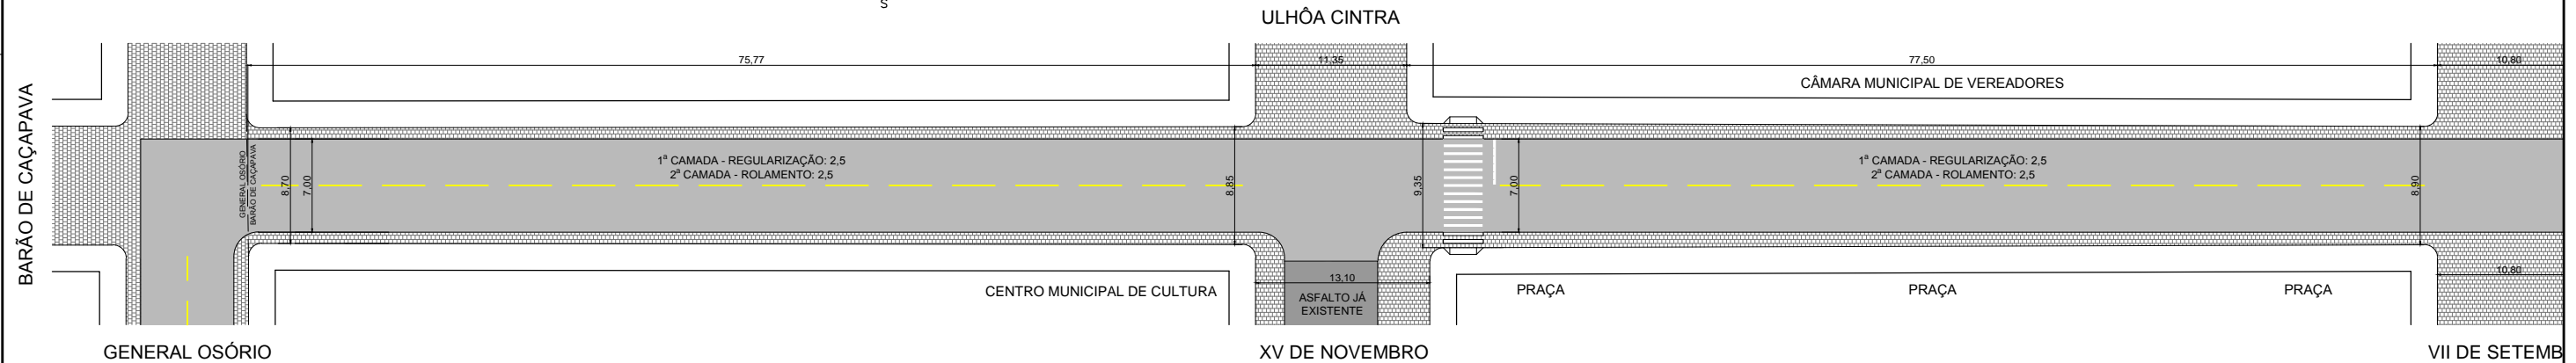 S
ULHÔA CINTRA
75,77
11,35
77,50
10,80
CÂMARA MUNICIPAL DE VEREADORES
BARÃO DE CAÇAPAVA
GENERAL OSÓRIO
BARÃO DE CAÇAPAVA
8,70
7,00
1ª CAMADA - REGULARIZAÇÃO: 2,5
2ª CAMADA - ROLAMENTO: 2,5
8,85
9,35
7,00
1ª CAMADA - REGULARIZAÇÃO: 2,5
2ª CAMADA - ROLAMENTO: 2,5
8,90
10,80
13,10
CENTRO MUNICIPAL DE CULTURA
ASFALTO JÁ
EXISTENTE
PRAÇA
PRAÇA
PRAÇA
GENERAL OSÓRIO
XV DE NOVEMBRO
VII DE SETEMB